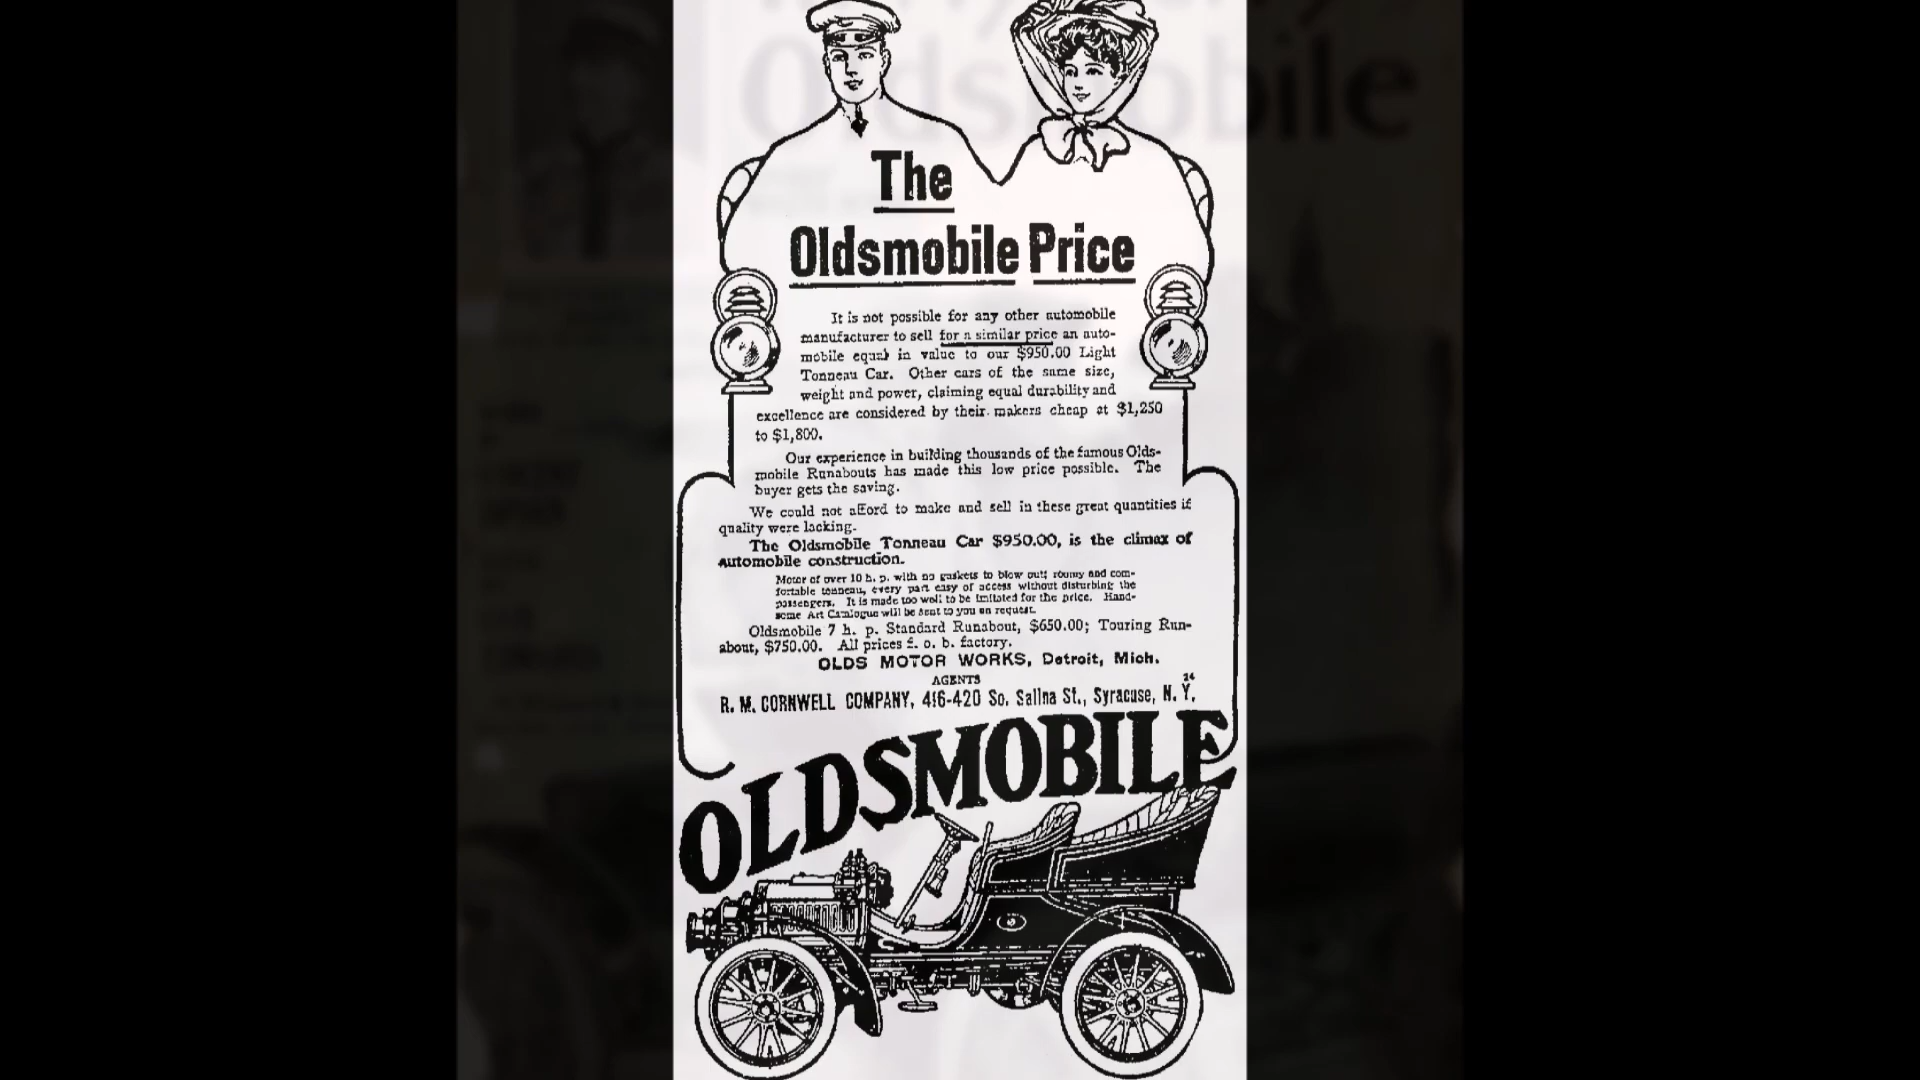 The
Oldsmobile Price
It is not possible for any other automobile
manufacturer to sell for a similar price an auto-
mobile equal in value to our $950.00 Light
Tonneau Car. Other cars of the same size,
weight and power, claiming equal durability and
excellence are considered by their makers cheap at $1,250
to $1,800.
Our experience in building thousands of the famous Olds-
mobile Runabouts has made this low price possible. The
buyer gets the saving.
We could not afford to make and sell in these great quantities if
quality were lacking.
The Oldsmobile Tonneau Car $950.00, is the climax of
automobile construction.
Motor of over 10 h. p. with no gaskets to blow out; roomy and com-
fortable tonneau, every part easy of access without disturbing the
passengers. It is made too well to be imitated for the price. Hand-
some Art Catalogue will be sent to you on request.
Oldsmobile 7 h. p. Standard Runabout, $650.00; Touring Run-
about, $750.00. All prices f. o. b. factory.
OLDS MOTOR WORKS, Detroit, Mich.
AGENTS
24
R. M. CORNWELL COMPANY, 416-420 So. Salina St., Syracuse, N. Y.
OLDSMOBILE
Oldsmobile